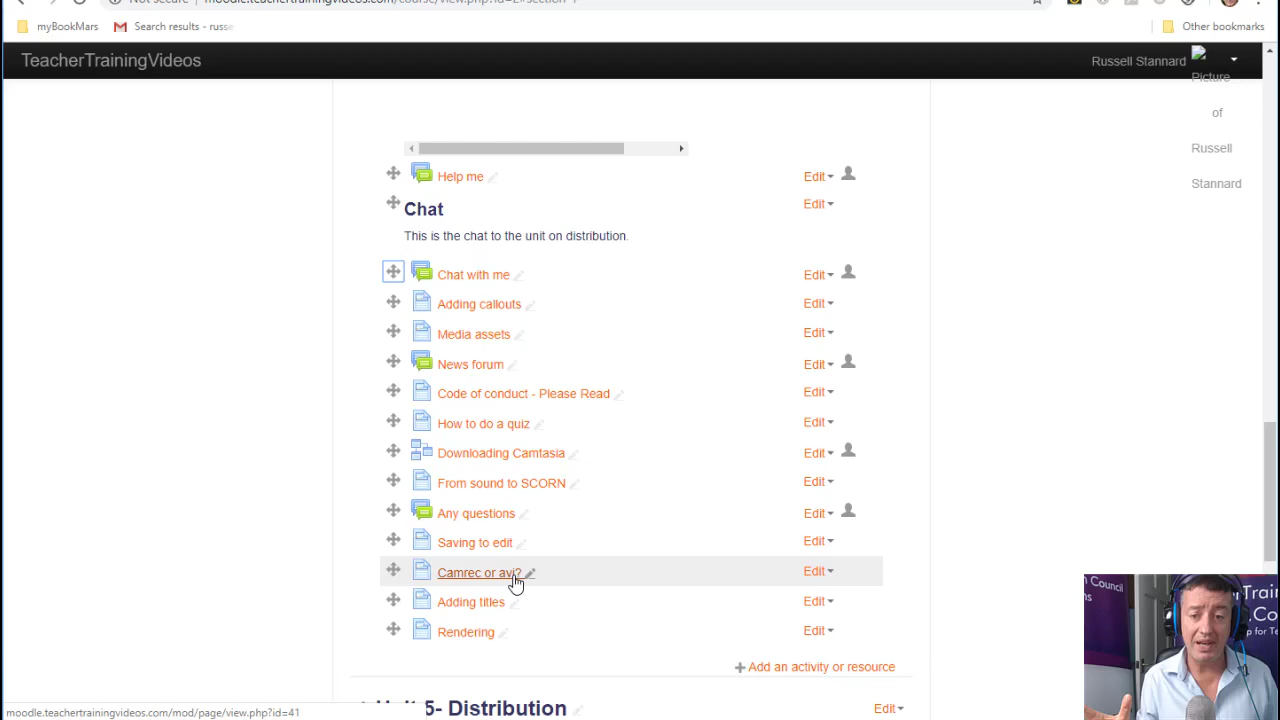 Not secure moodle.teachertrainingvideos.com/course/view.php?id=2#section-4
myBookMars Search results - russe Other bookmarks
TeacherTrainingVideos Russell Stannard
Picture
of
Russell
Stannard
Help me Edit
Chat Edit
This is the chat to the unit on distribution.
Chat with me Edit
Adding callouts Edit
Media assets Edit
News forum Edit
Code of conduct - Please Read Edit
How to do a quiz Edit
Downloading Camtasia Edit
From sound to SCORN Edit
Any questions Edit
Saving to edit Edit
Camrec or avi? Edit
Adding titles Edit
Rendering Edit
Add an activity or resource
5- Distribution Edit
moodle.teachertrainingvideos.com/mod/page/view.php?id=41
Council